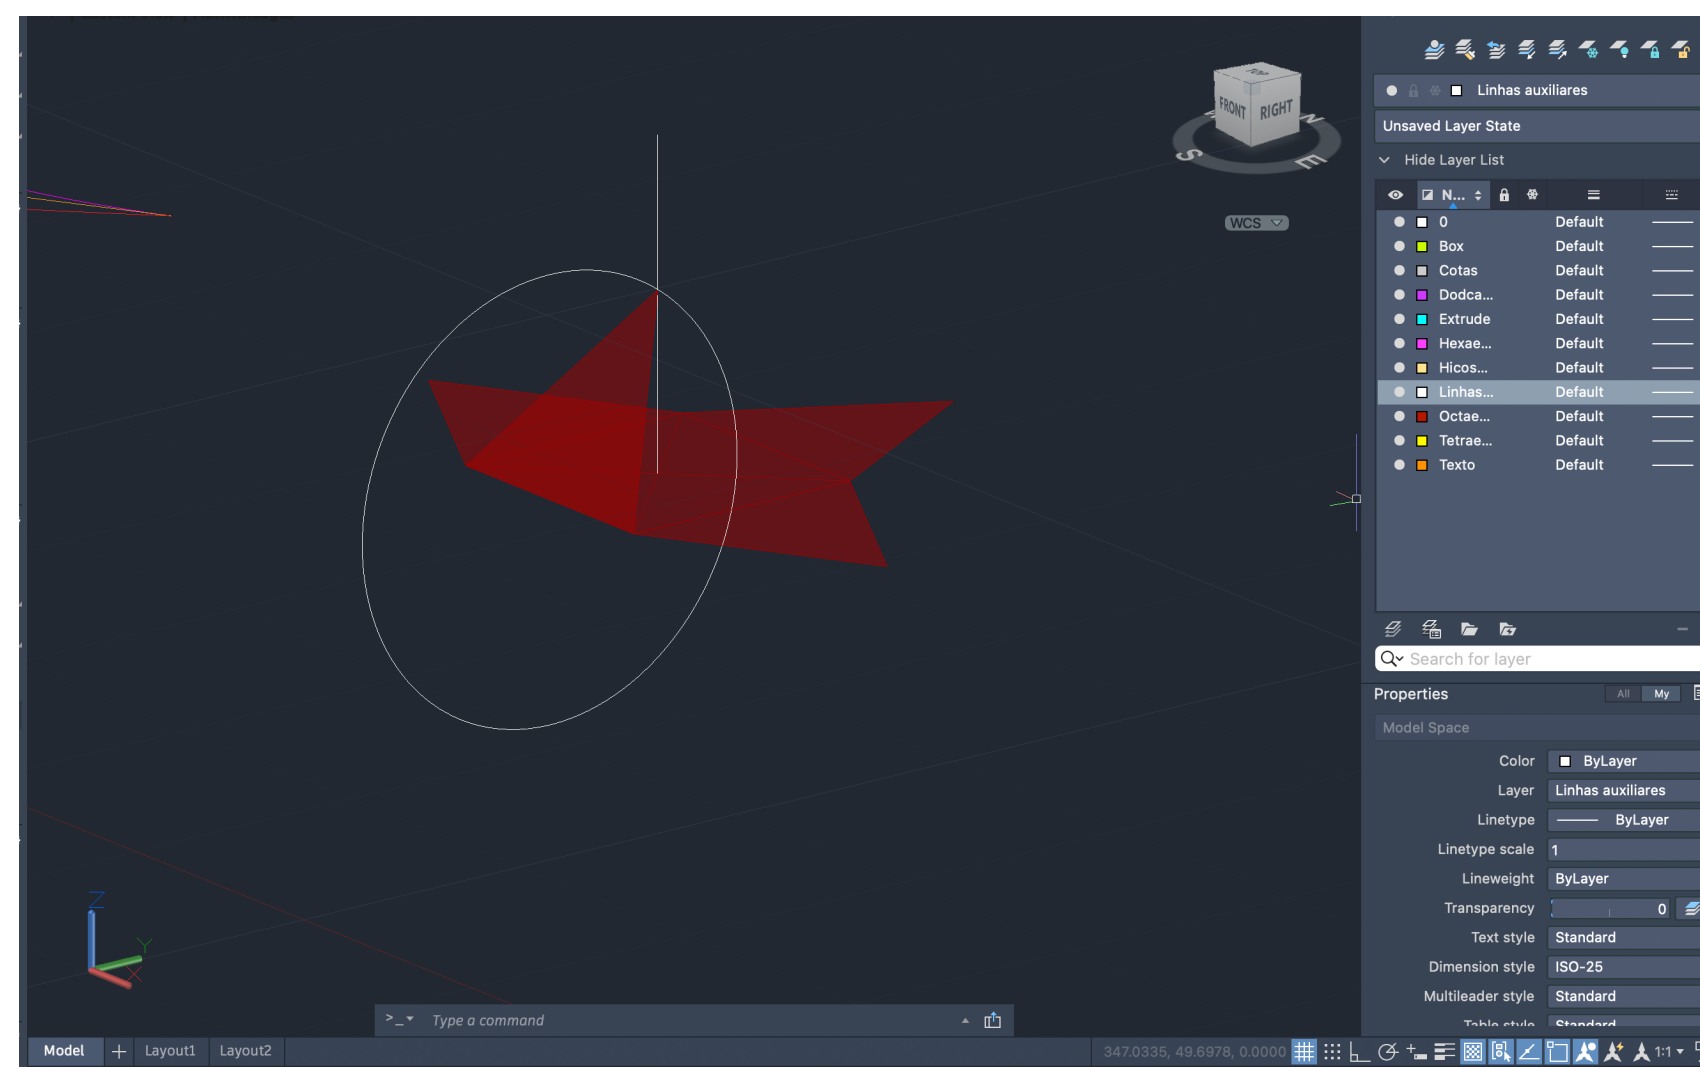 Linhas auxiliares
Unsaved Layer State
Hide Layer List
TOP
FRONT
RIGHT
N
S
E
WCS
N...
0 Default
Box Default
Cotas Default
Dodca... Default
Extrude Default
Hexae... Default
Hicos... Default
Linhas... Default
Octae... Default
Tetrae... Default
Texto Default
Search for layer
Properties All My
Model Space
Color ByLayer
Layer Linhas auxiliares
Linetype ByLayer
Linetype scale 1
Lineweight ByLayer
Transparency 0
Text style Standard
Dimension style ISO-25
Multileader style Standard
Table style Standard
Z
Y
X
>_ Type a command
Model + Layout1 Layout2
347.0335, 49.6978, 0.0000
1:1